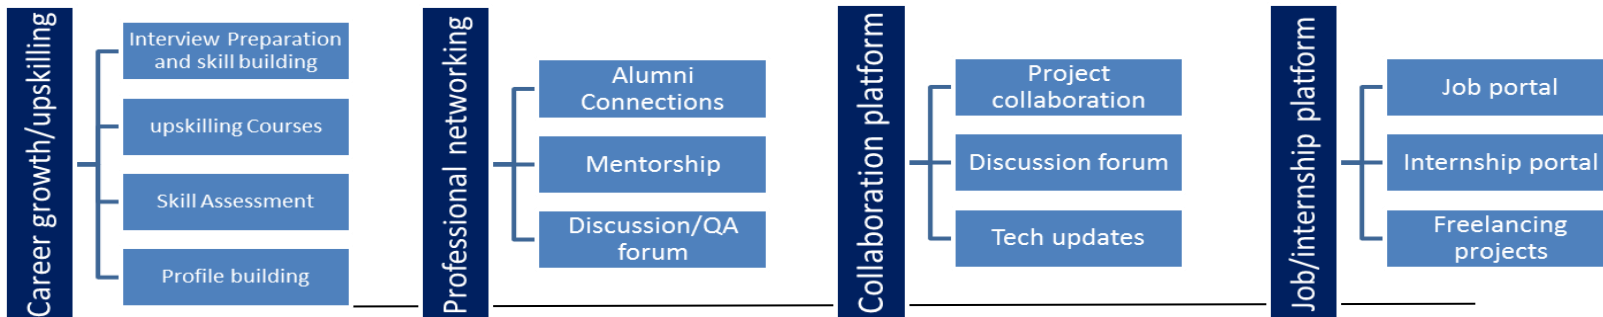 Career growth/upskilling
Interview Preparation
and skill building
upskilling Courses
Skill Assessment
Profile building
Professional networking
Alumni
Connections
Mentorship
Discussion/QA
forum
Collaboration platform
Project
collaboration
Discussion forum
Tech updates
Job/internship platform
Job portal
Internship portal
Freelancing
projects